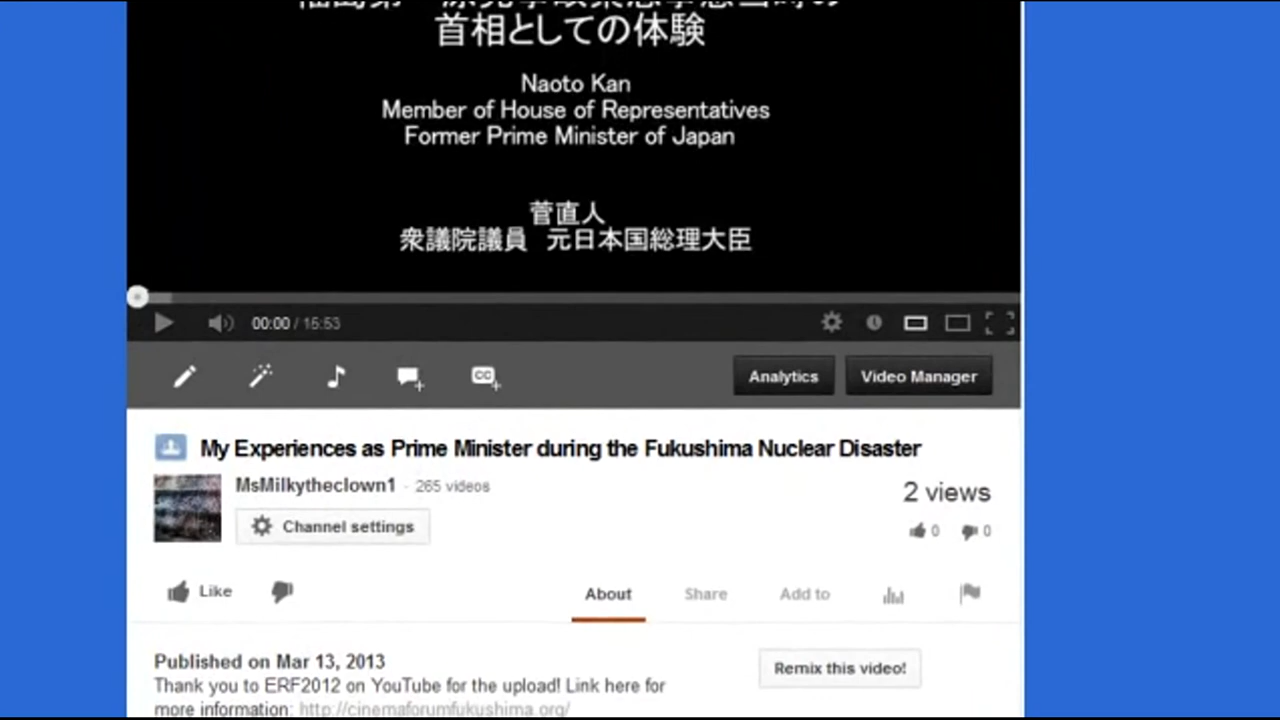 首相としての体験
Naoto Kan
Member of House of Representatives
Former Prime Minister of Japan
菅直人
衆議院議員 元日本国総理大臣
00:00 / 15:53
CC
Analytics
Video Manager
My Experiences as Prime Minister during the Fukushima Nuclear Disaster
MsMilkytheclown1 - 265 videos
2 views
Channel settings
0 0
Like
About
Share
Add to
Published on Mar 13, 2013
Remix this video!
Thank you to ERF2012 on YouTube for the upload! Link here for
more information: http://cinemaforumfukushima.org/